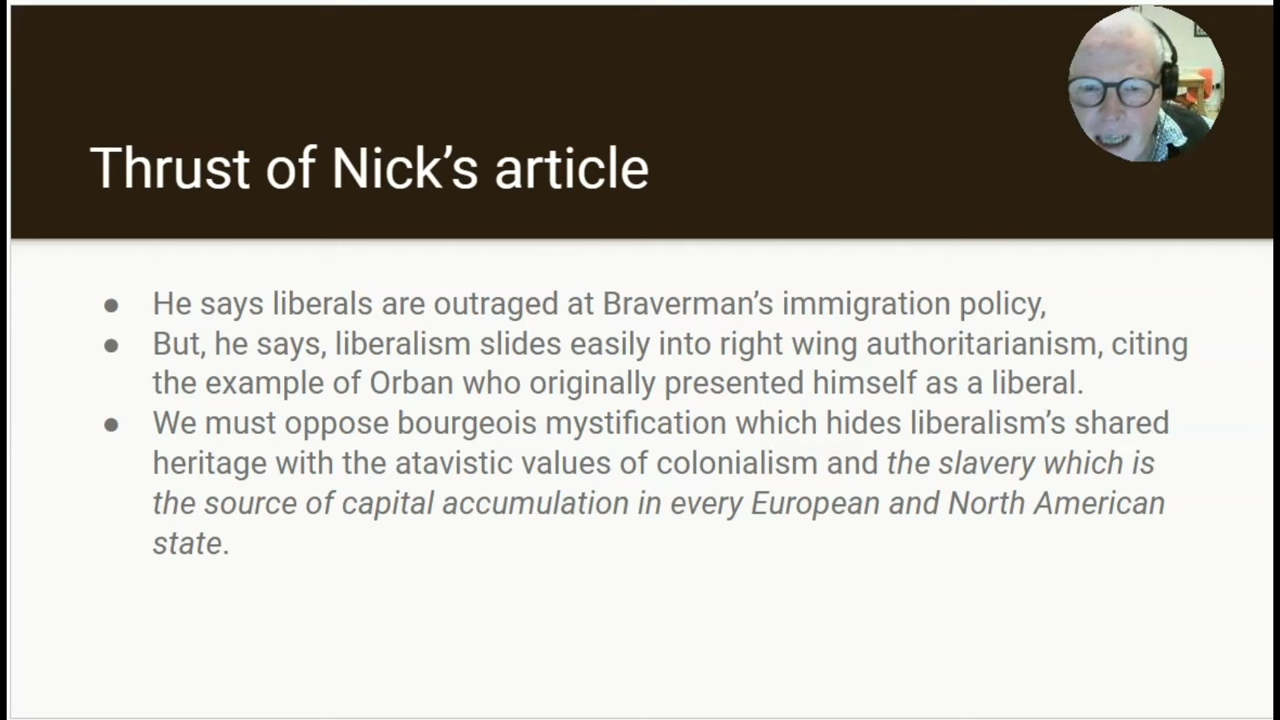 Thrust of Nick's article
● He says liberals are outraged at Braverman's immigration policy,
● But, he says, liberalism slides easily into right wing authoritarianism, citing
the example of Orban who originally presented himself as a liberal.
● We must oppose bourgeois mystification which hides liberalism's shared
heritage with the atavistic values of colonialism and the slavery which is
the source of capital accumulation in every European and North American
state.